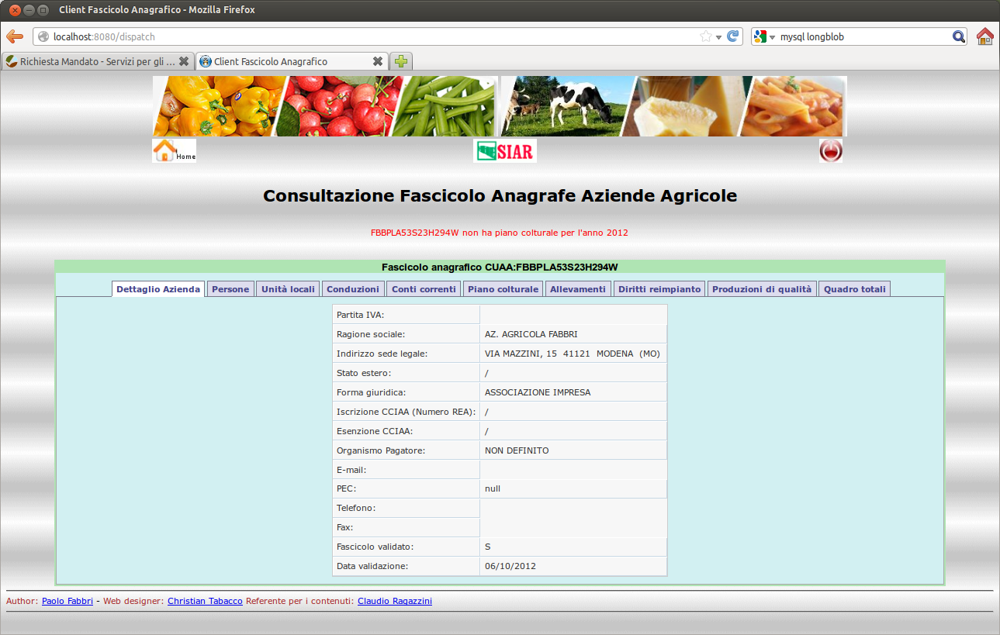 Client Fascicolo Anagrafico - Mozilla Firefox
localhost:8080/dispatch
mysql longblob
Richiesta Mandato - Servizi per gli ...
Client Fascicolo Anagrafico
Home
SIAR
Consultazione Fascicolo Anagrafe Aziende Agricole
FBBPLA53S23H294W non ha piano colturale per l'anno 2012
Fascicolo anagrafico CUAA:FBBPLA53S23H294W
Dettaglio Azienda Persone Unità locali Conduzioni Conti correnti Piano colturale Allevamenti Diritti reimpianto Produzioni di qualità Quadro totali
Partita IVA:
Ragione sociale: AZ. AGRICOLA FABBRI
Indirizzo sede legale: VIA MAZZINI, 15 41121 MODENA (MO)
Stato estero: /
Forma giuridica: ASSOCIAZIONE IMPRESA
Iscrizione CCIAA (Numero REA): /
Esenzione CCIAA: /
Organismo Pagatore: NON DEFINITO
E-mail:
PEC: null
Telefono:
Fax:
Fascicolo validato: S
Data validazione: 06/10/2012
Author: Paolo Fabbri - Web designer: Christian Tabacco Referente per i contenuti: Claudio Ragazzini